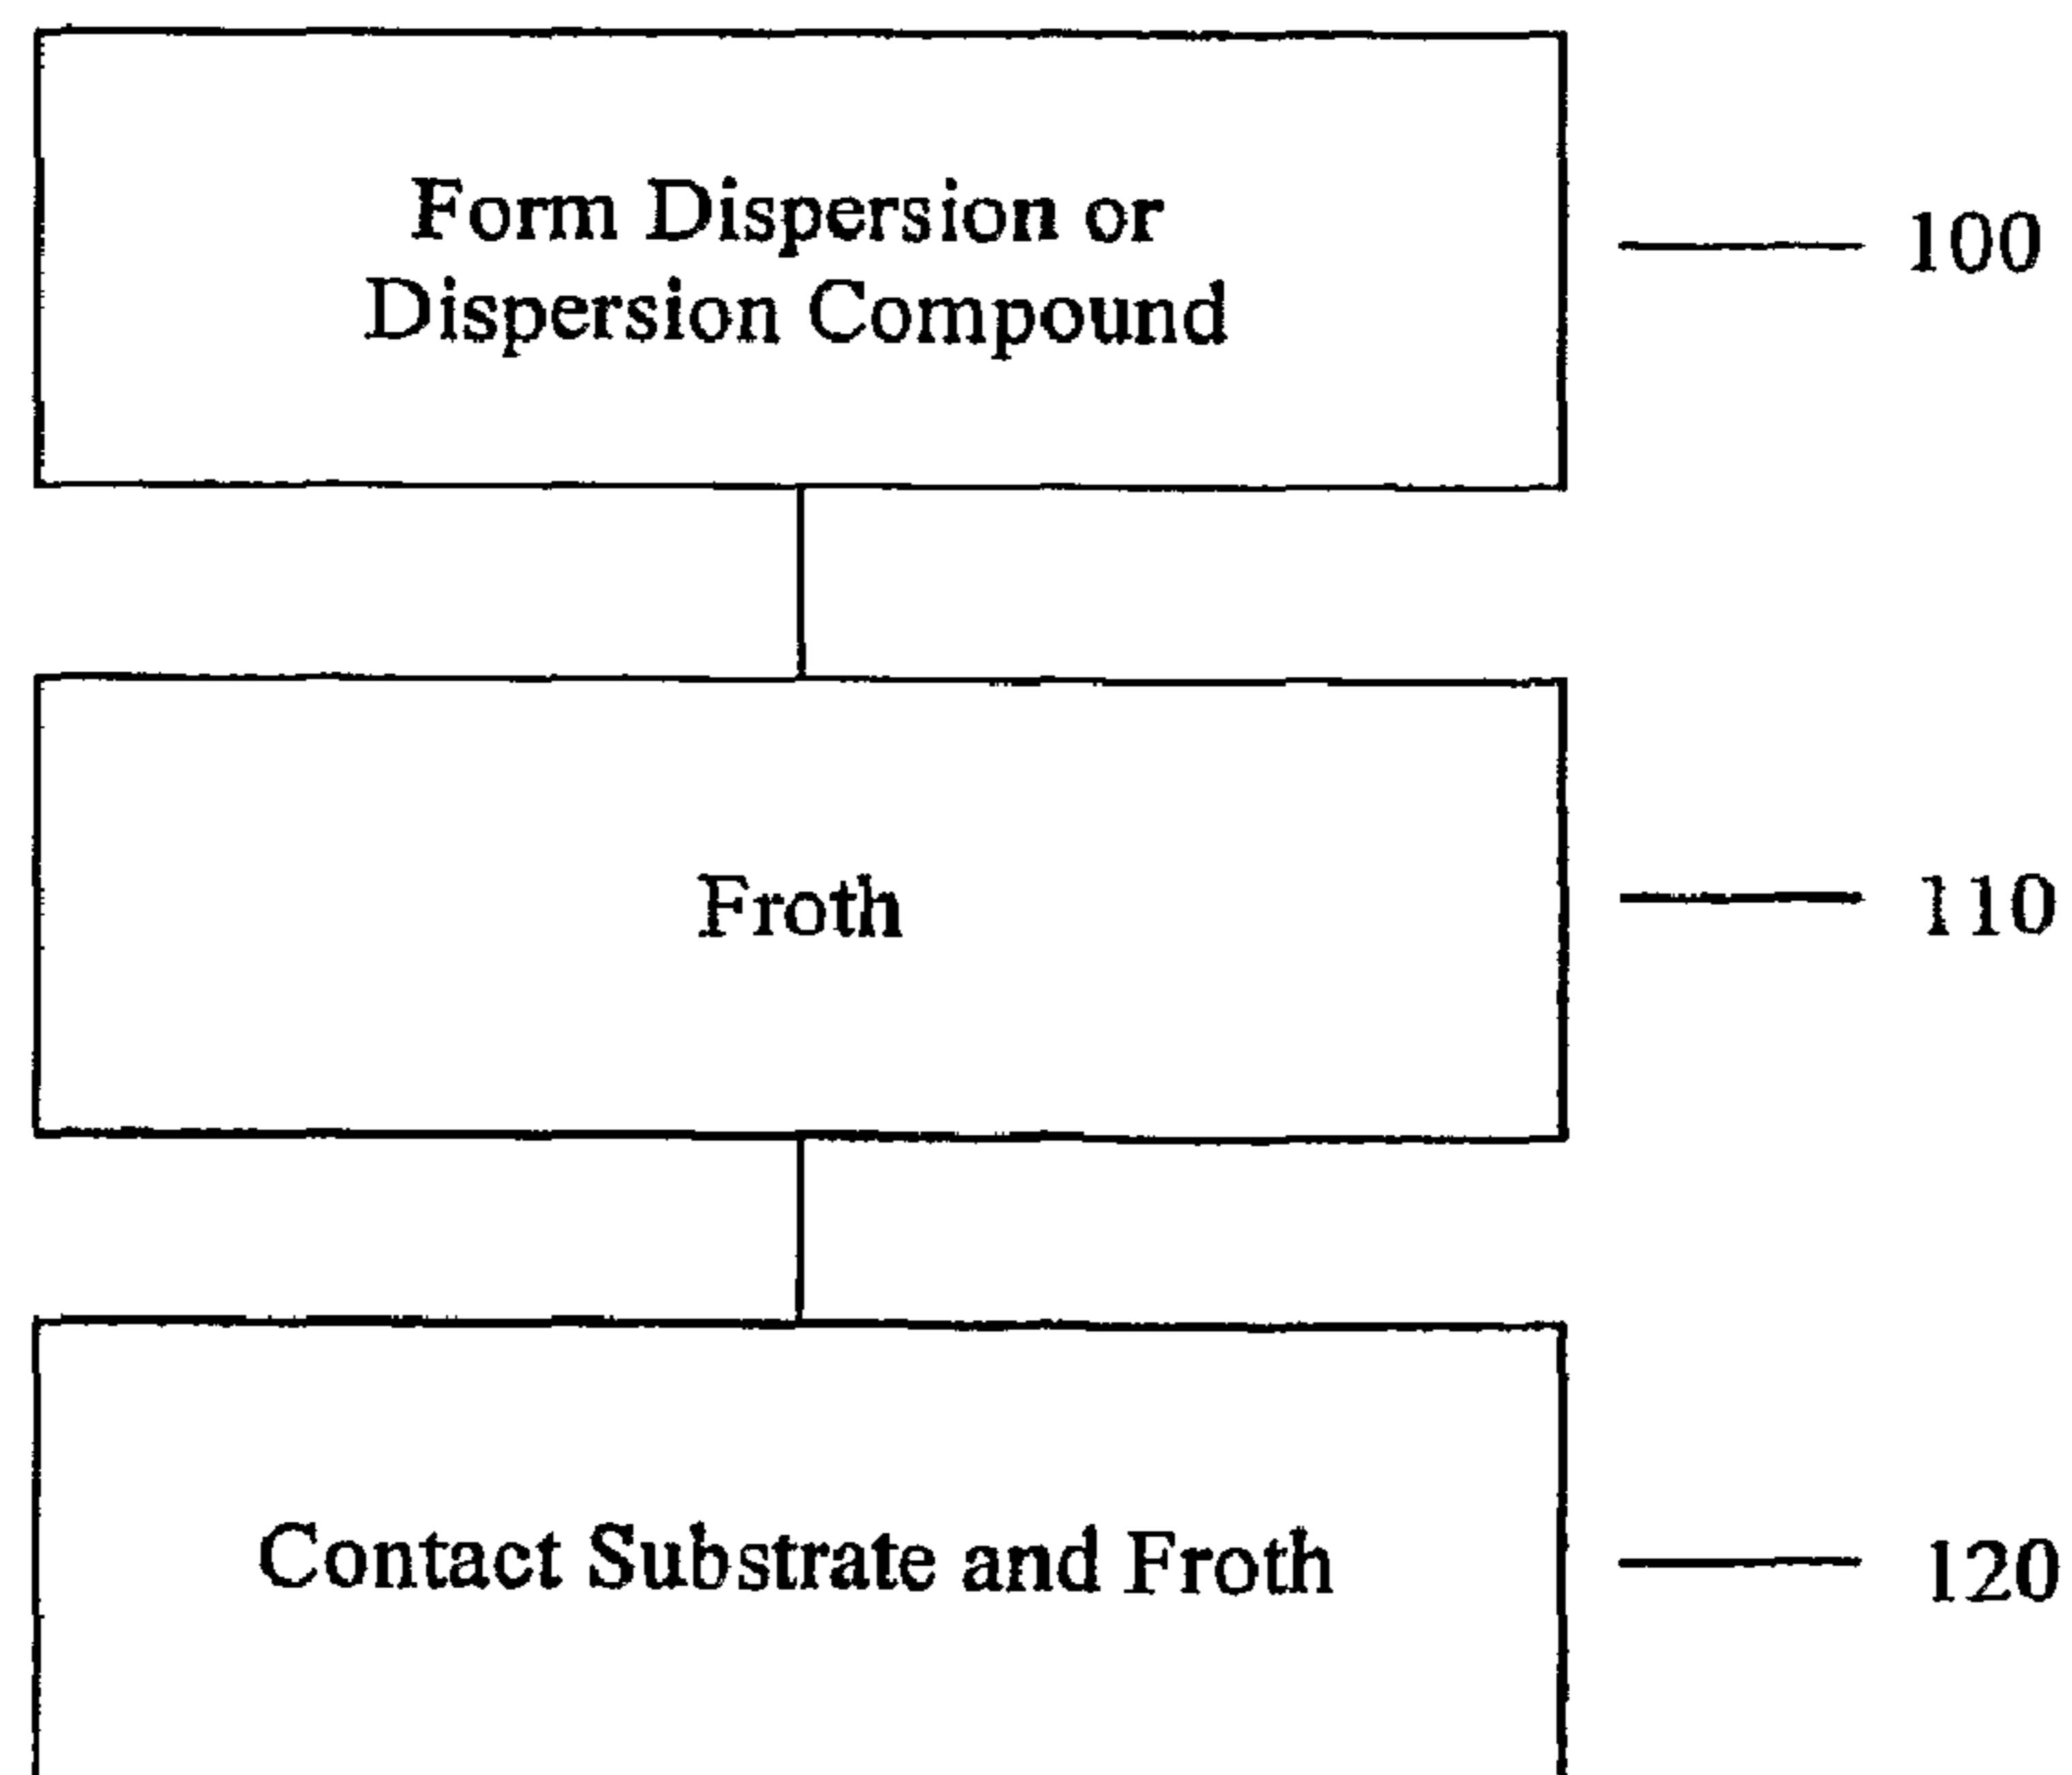 Form Dispersion or
Dispersion Compound
100
Froth
110
Contact Substrate and Froth
120